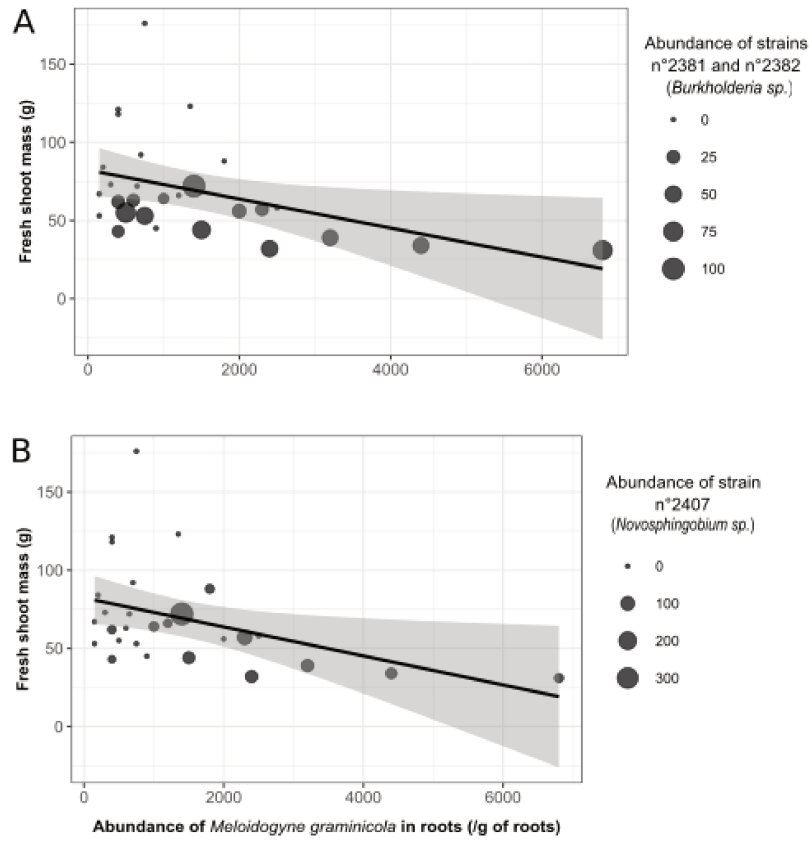 A
Fresh shoot mass (g)
150
100
50
0
0 2000 4000 6000
Abundance of strains
n°2381 and n°2382
(Burkholderia sp.)
0
25
50
75
100
B
Fresh shoot mass (g)
150
100
50
0
0 2000 4000 6000
Abundance of Meloidogyne graminicola in roots (/g of roots)
Abundance of strain
n°2407
(Novosphingobium sp.)
0
100
200
300